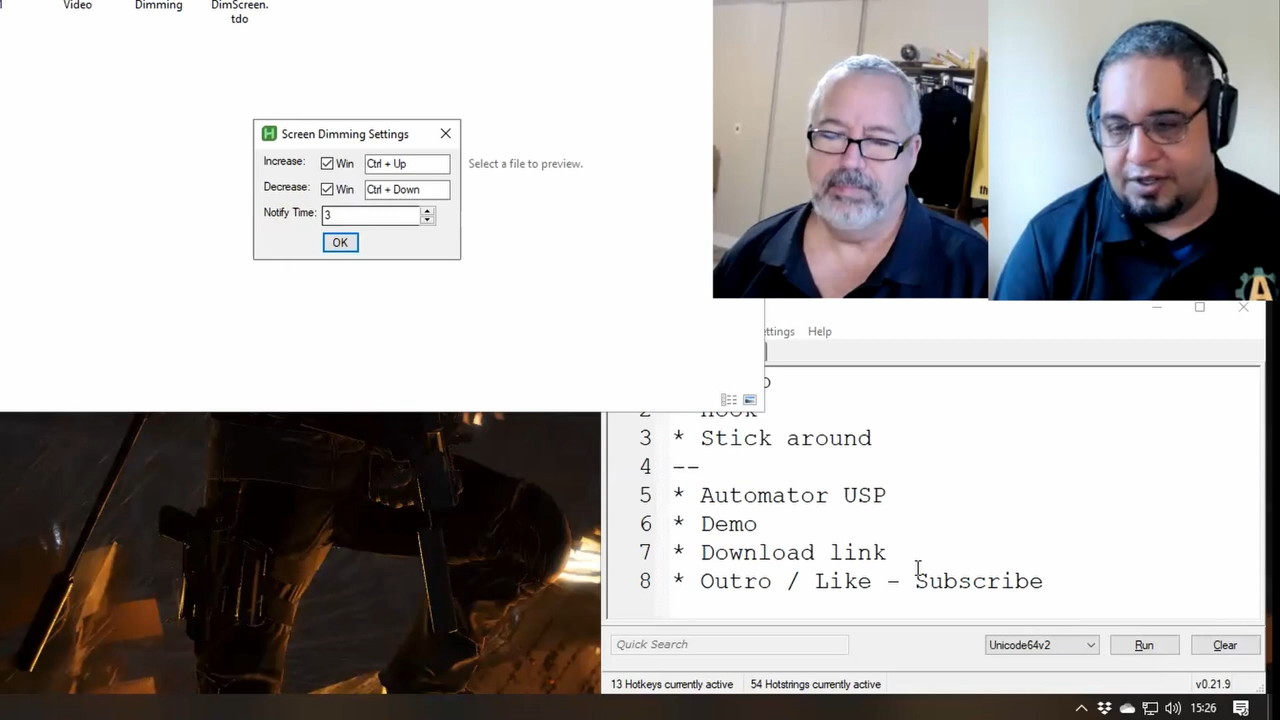 Video
Dimming
DimScreen.
tdo
Screen Dimming Settings
Increase:
Win
Ctrl + Up
Decrease:
Win
Ctrl + Down
Notify Time:
3
OK
Select a file to preview.
ttings
Help
2
Hook
3 * Stick around
4 --
5 * Automator USP
6 * Demo
7 * Download link
8 * Outro / Like - Subscribe
Quick Search
Unicode64v2
Run
Clear
13 Hotkeys currently active
54 Hotstrings currently active
v0.21.9
15:26